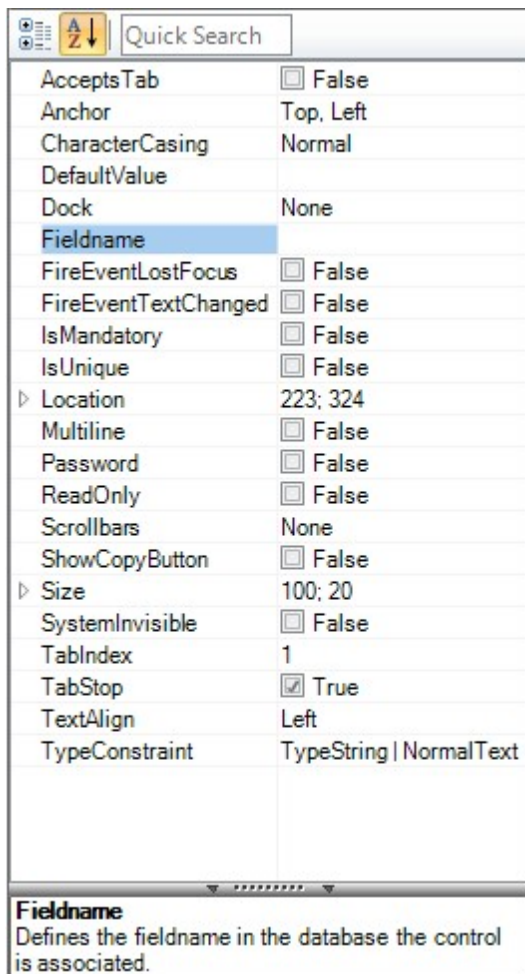 A Z Quick Search
AcceptsTab False
Anchor Top, Left
CharacterCasing Normal
DefaultValue
Dock None
Fieldname
FireEventLostFocus False
FireEventTextChanged False
IsMandatory False
IsUnique False
Location 223; 324
Multiline False
Password False
ReadOnly False
Scrollbars None
ShowCopyButton False
Size 100; 20
SystemInvisible False
TabIndex 1
TabStop True
TextAlign Left
TypeConstraint TypeString | NormalText
Fieldname
Defines the fieldname in the database the control
is associated.